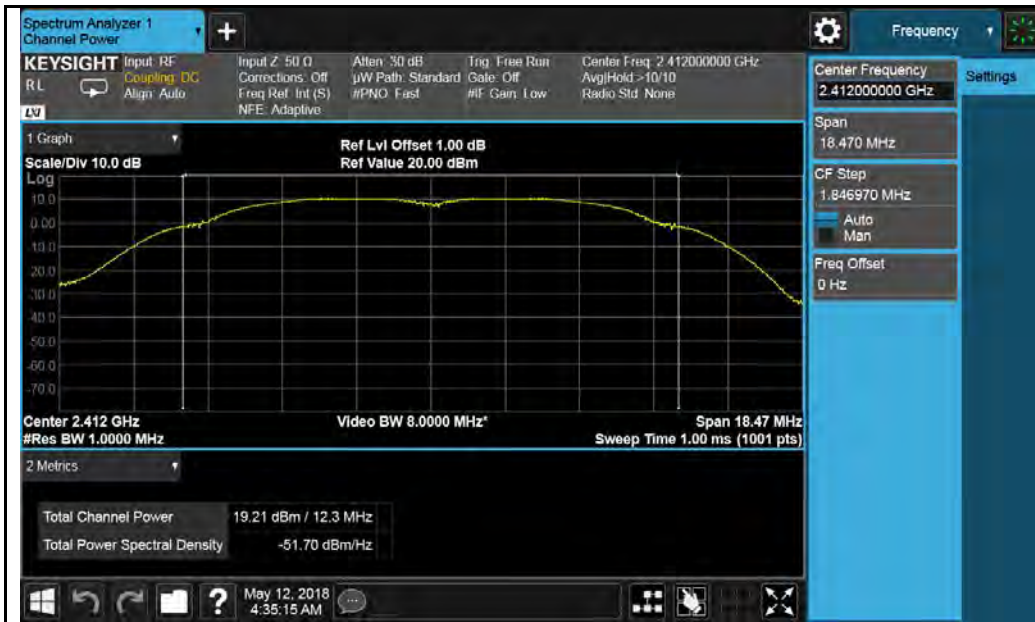 Spectrum Analyzer 1
Channel Power
+
Frequency
KEYSIGHT
RL
LXI
Input: RF
Coupling: DC
Align: Auto
Input Z: 50 Ω
Corrections: Off
Freq Ref: Int (S)
NFE: Adaptive
Atten: 30 dB
µW Path: Standard
#PNO: Fast
Trig: Free Run
Gate: Off
#IF Gain: Low
Center Freq: 2.412000000 GHz
Avg|Hold:>10/10
Radio Std: None
Center Frequency
2.412000000 GHz
Settings
Span
18.470 MHz
CF Step
1.846970 MHz
Auto
Man
Freq Offset
0 Hz
1 Graph
Scale/Div 10.0 dB
Ref Lvl Offset 1.00 dB
Ref Value 20.00 dBm
Log
10.0
0.00
-10.0
-20.0
-30.0
-40.0
-50.0
-60.0
-70.0
Center 2.412 GHz
Video BW 8.0000 MHz*
Span 18.47 MHz
#Res BW 1.0000 MHz
Sweep Time 1.00 ms (1001 pts)
2 Metrics
Total Channel Power 19.21 dBm / 12.3 MHz
Total Power Spectral Density -51.70 dBm/Hz
?
May 12, 2018
4:35:15 AM